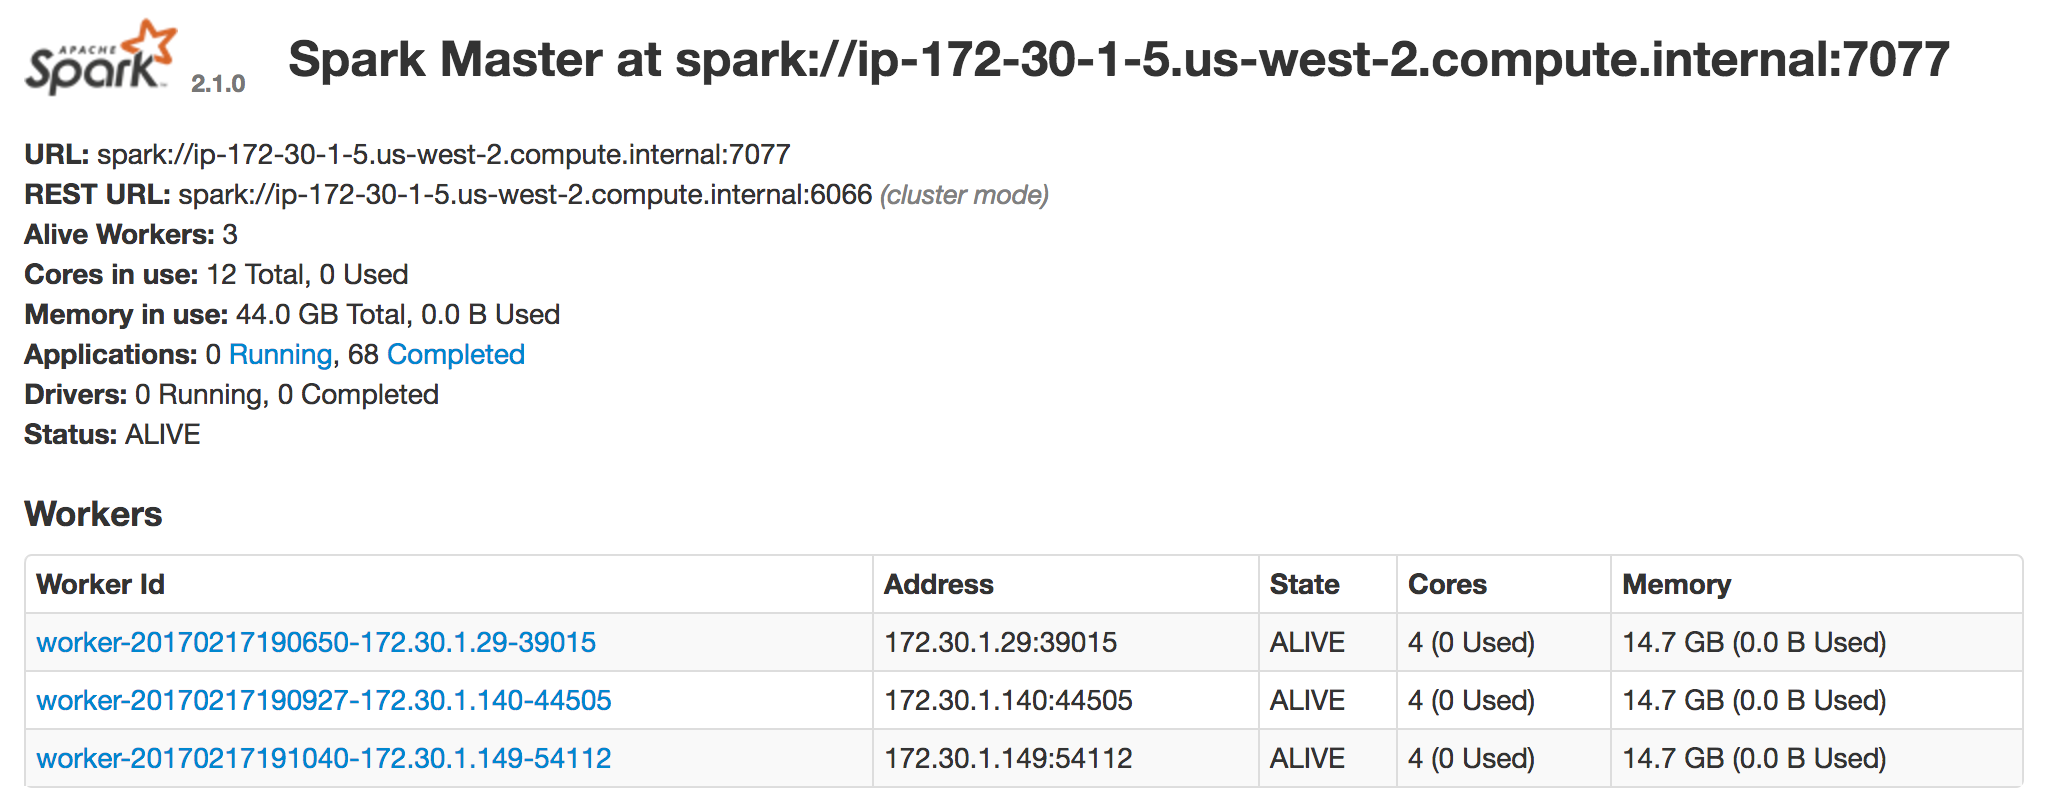 APACHE
Spark™ 2.1.0
Spark Master at spark://ip-172-30-1-5.us-west-2.compute.internal:7077
URL: spark://ip-172-30-1-5.us-west-2.compute.internal:7077
REST URL: spark://ip-172-30-1-5.us-west-2.compute.internal:6066 (cluster mode)
Alive Workers: 3
Cores in use: 12 Total, 0 Used
Memory in use: 44.0 GB Total, 0.0 B Used
Applications: 0 Running, 68 Completed
Drivers: 0 Running, 0 Completed
Status: ALIVE
Workers
Worker Id Address State Cores Memory
worker-20170217190650-172.30.1.29-39015 172.30.1.29:39015 ALIVE 4 (0 Used) 14.7 GB (0.0 B Used)
worker-20170217190927-172.30.1.140-44505 172.30.1.140:44505 ALIVE 4 (0 Used) 14.7 GB (0.0 B Used)
worker-20170217191040-172.30.1.149-54112 172.30.1.149:54112 ALIVE 4 (0 Used) 14.7 GB (0.0 B Used)